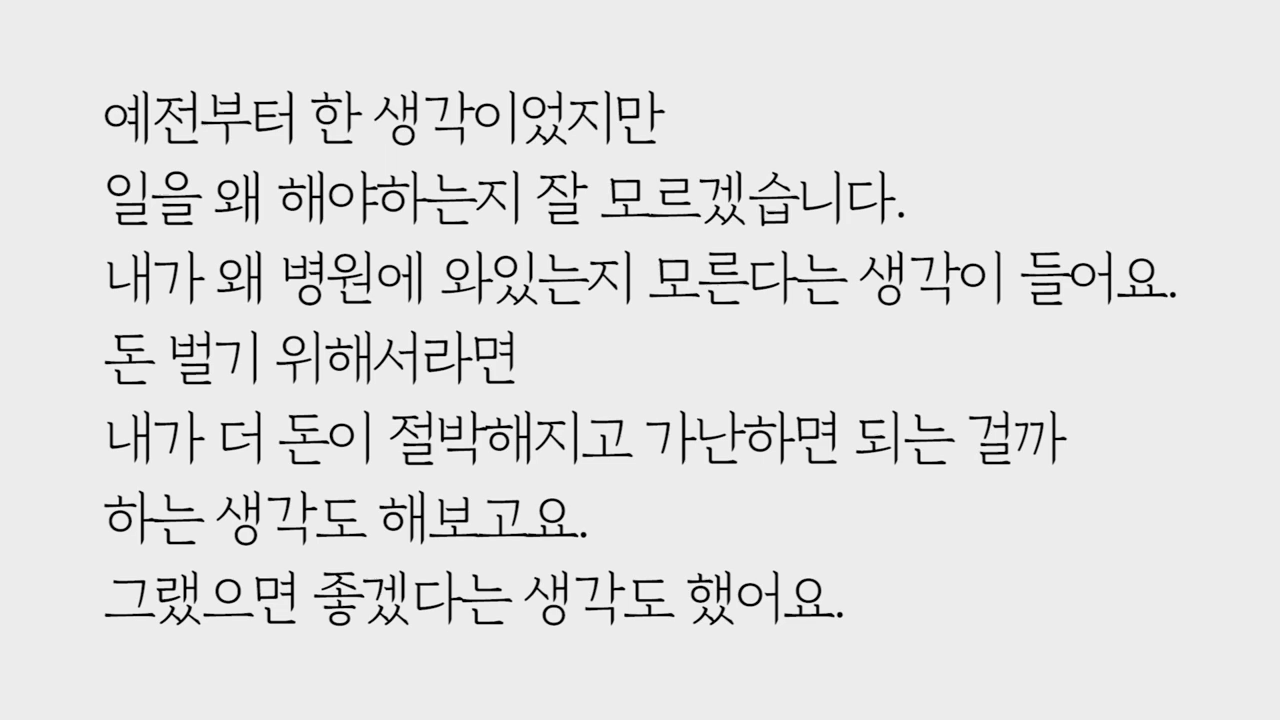 예전부터 한 생각이었지만
일을 왜 해야하는지 잘 모르겠습니다.
내가 왜 병원에 와있는지 모른다는 생각이 들어요.
돈 벌기 위해서라면
내가 더 돈이 절박해지고 가난하면 되는 걸까
하는 생각도 해보고요.
그랬으면 좋겠다는 생각도 했어요.